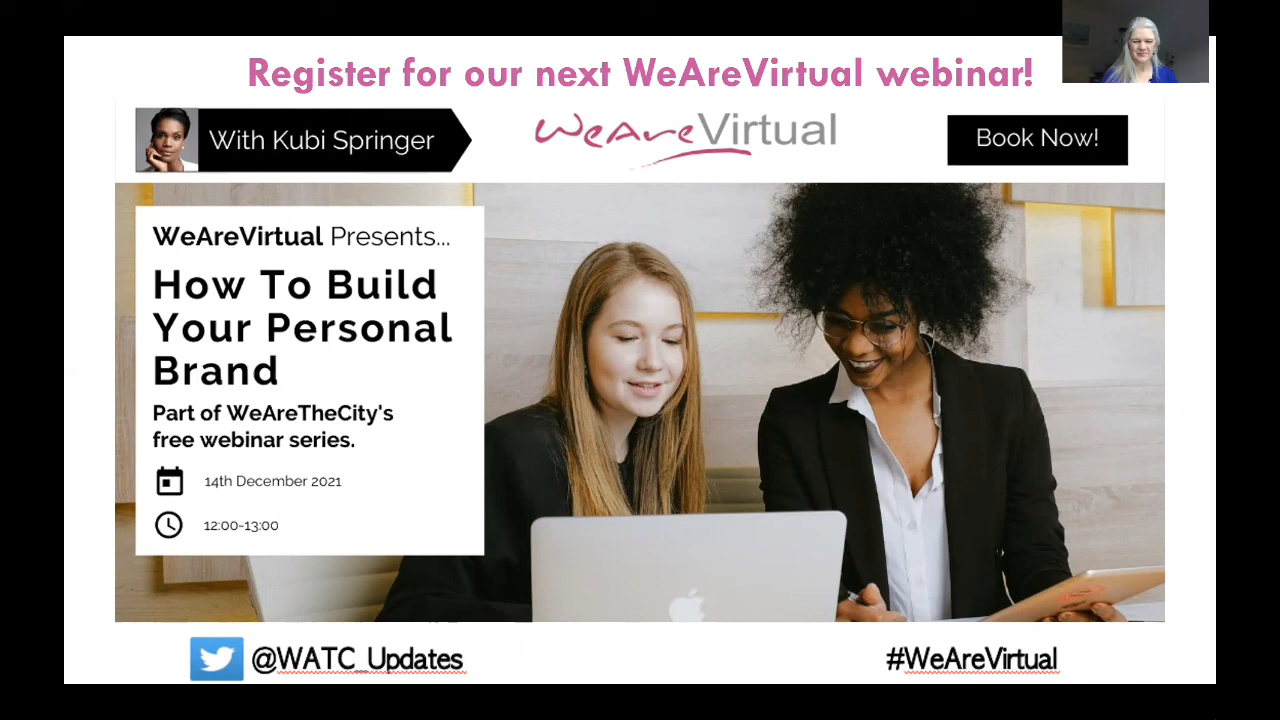 Register for our next WeAreVirtual webinar!
With Kubi Springer
WeAreVirtual
Book Now!
WeAreVirtual Presents...
How To Build
Your Personal
Brand
Part of WeAreTheCity's
free webinar series.
14th December 2021
12:00-13:00
@WATC_Updates
#WeAreVirtual